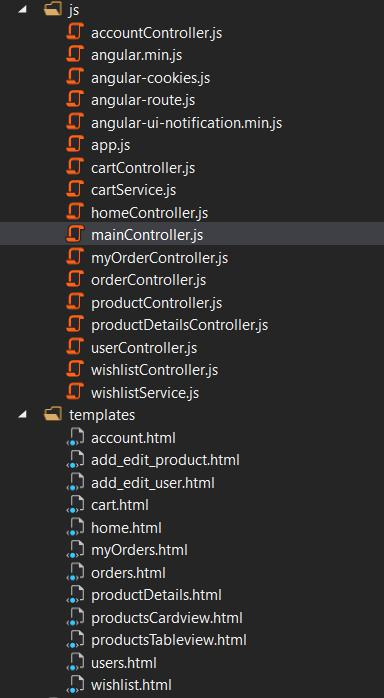 js
accountController.js
angular.min.js
angular-cookies.js
angular-route.js
angular-ui-notification.min.js
app.js
cartController.js
cartService.js
homeController.js
mainController.js
myOrderController.js
orderController.js
productController.js
productDetailsController.js
userController.js
wishlistController.js
wishlistService.js
templates
account.html
add_edit_product.html
add_edit_user.html
cart.html
home.html
myOrders.html
orders.html
productDetails.html
productsCardview.html
productsTableview.html
users.html
wishlist.html